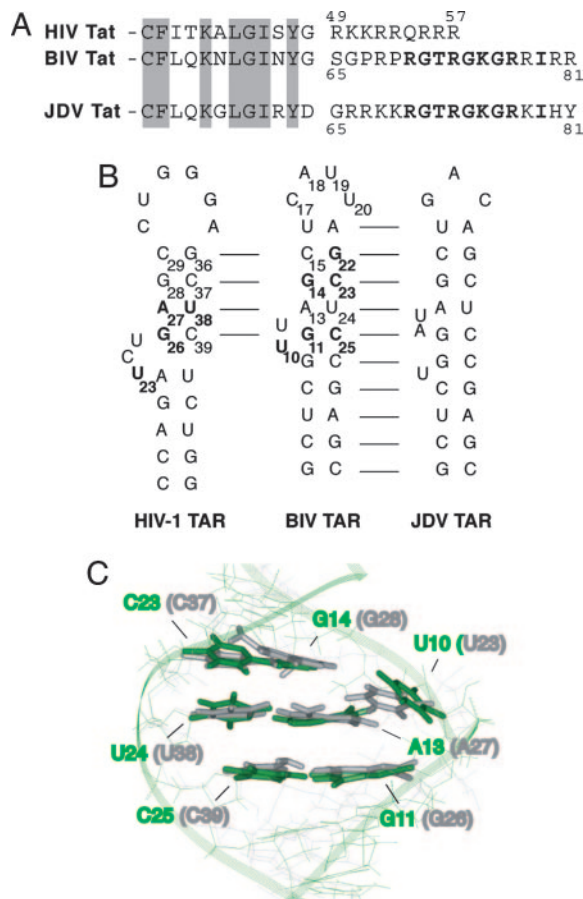 A
49 57
HIV Tat - CFITKALGISYG RKKRRQRRR
BIV Tat - CFLQKNLGINYG SGPRPRGTRGKGRRIRR
65 81
JDV Tat - CFLQKGLGIRYD GRRKKRGTRGKGRKIHY
65 81
B
G G A18 U19 A
U G C17 U20 G C
C A U A U A
C29 G36 C15 G22 C G
G28 C37 G14 C23 G C
A27 U38 A13 U24 A U
U G26 C39 U G11 C25 U A G C
C U10
U23 A U G C U G C
G C C G C G
A U U A U A
C G C G C G
C G G C G C
HIV-1 TAR BIV TAR JDV TAR
C
C23 (C37)
G14 (G28)
U10 (U23)
U24 (U38)
A13 (A27)
C25 (C39)
G11 (G26)